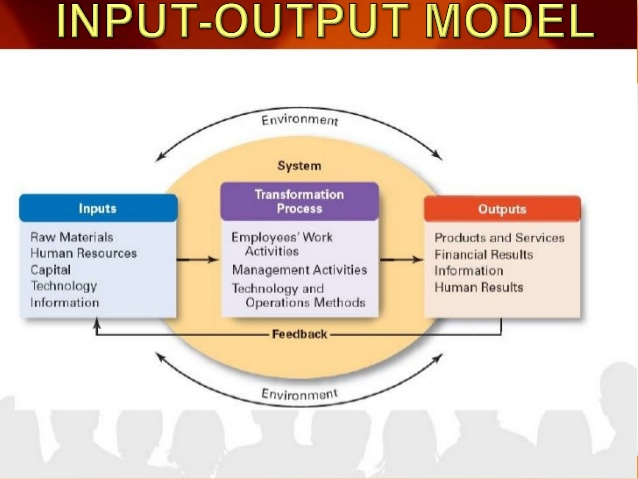 INPUT-OUTPUT MODEL
Environment
System
Inputs
Raw Materials
Human Resources
Capital
Technology
Information
Transformation
Process
Employees' Work
Activities
Management Activities
Technology and
Operations Methods
Outputs
Products and Services
Financial Results
Information
Human Results
Feedback
Environment